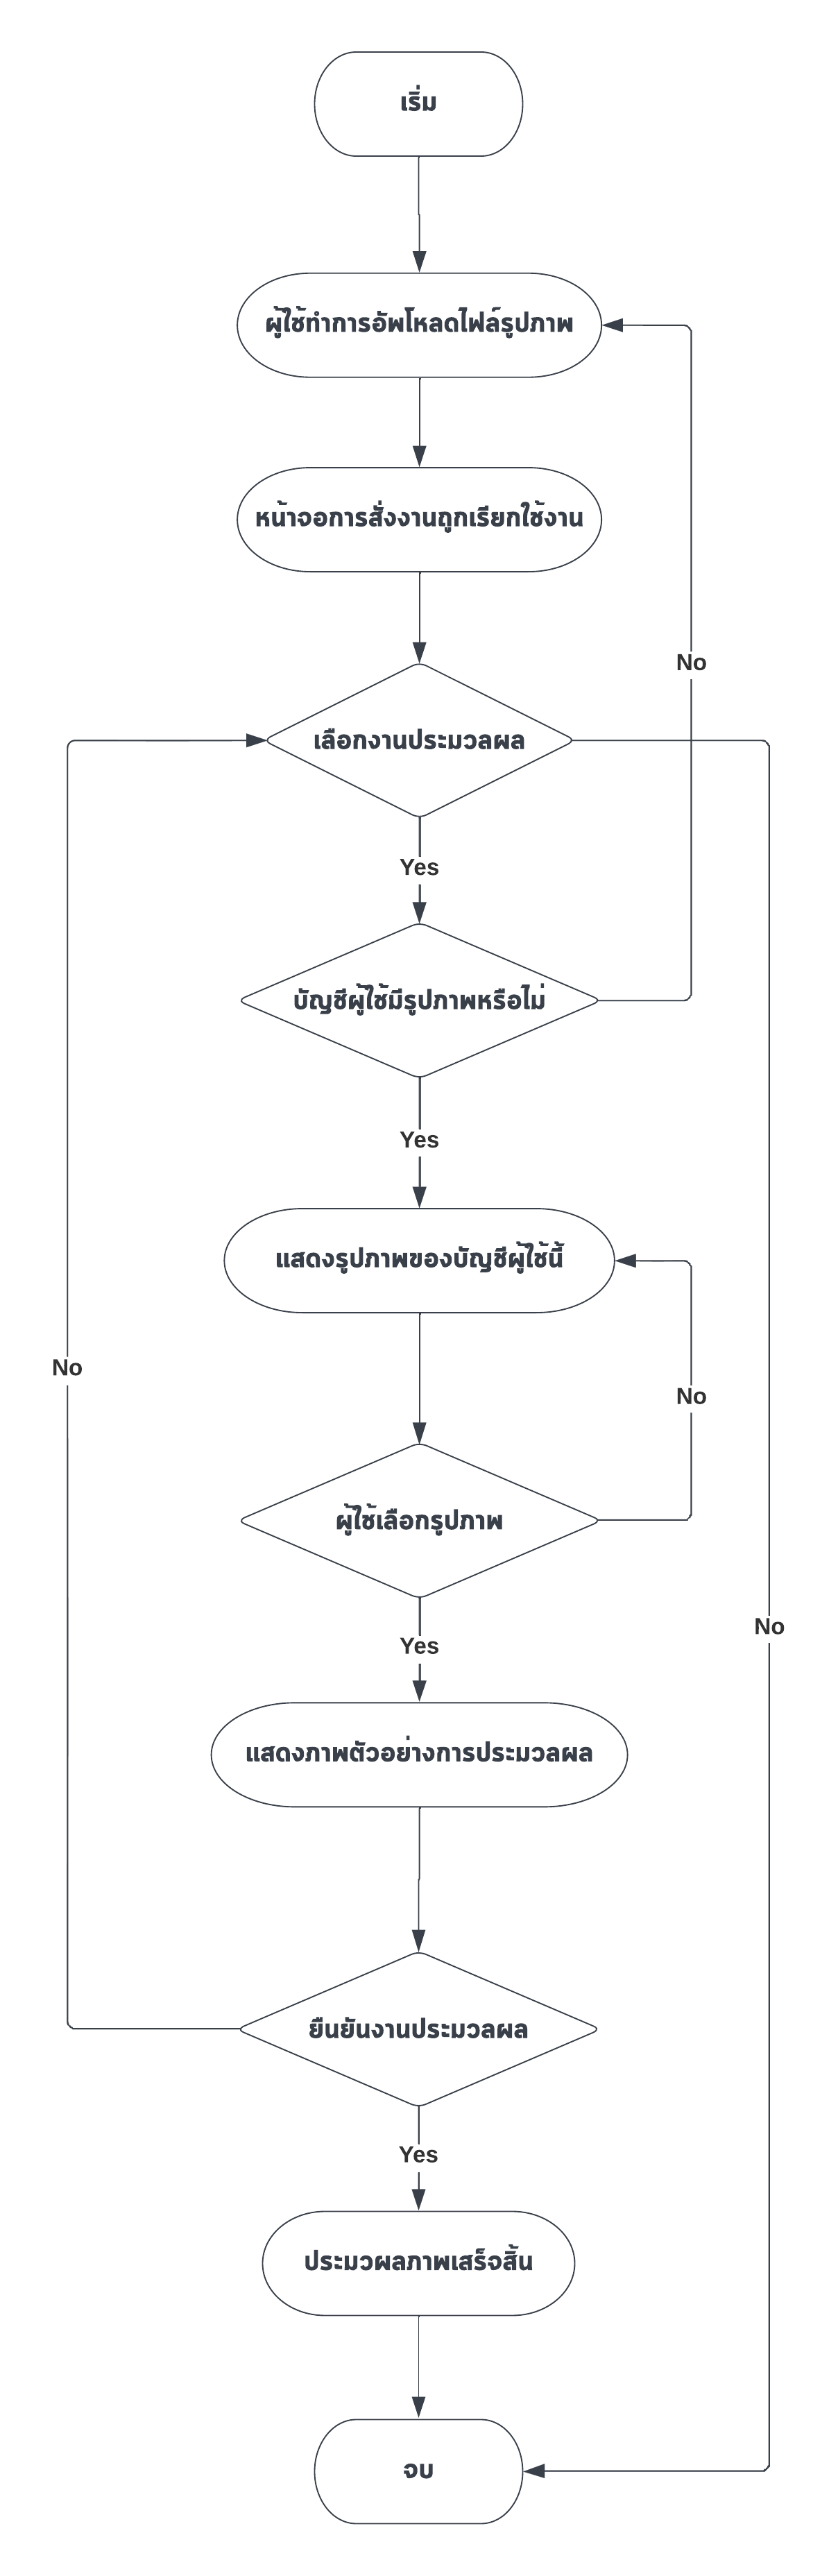 เริ่ม
ผู้ใช้ทำการอัพโหลดไฟล์รูปภาพ
หน้าจอการสั่งงานถูกเรียกใช้งาน
No
เลือกงานประมวลผล
Yes
บัญชีผู้ใช้มีรูปภาพหรือไม่
Yes
แสดงรูปภาพของบัญชีผู้ใช้นี้
No
No
ผู้ใช้เลือกรูปภาพ
No
Yes
แสดงภาพตัวอย่างการประมวลผล
ยืนยันงานประมวลผล
Yes
ประมวผลภาพเสร็จสิ้น
จบ